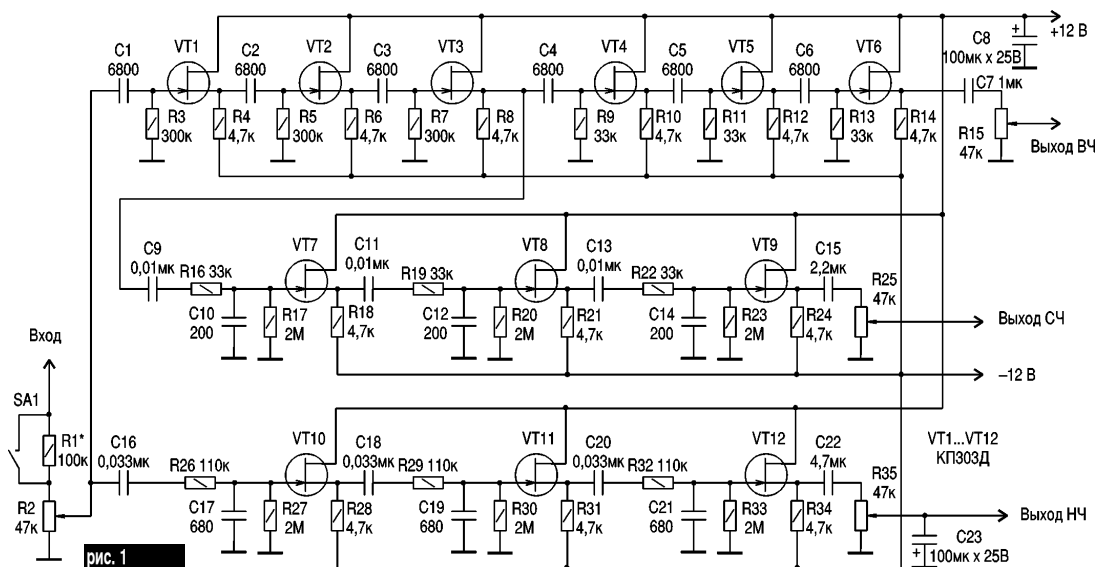 +12 В
C1
6800
VT1
C2
6800
VT2
C3
6800
VT3
C4
6800
VT4
C5
6800
VT5
C6
6800
VT6
C8
+
100мк x 25В
C7 1мк
R3
300к
R4
4,7к
R5
300к
R6
4,7к
R7
300к
R8
4,7к
R9
33к
R10
4,7к
R11
33к
R12
4,7к
R13
33к
R14
4,7к
R15
47к
Выход ВЧ
C9
0,01мк
R16 33к
VT7
C11
0,01мк
R19 33к
VT8
C13
0,01мк
R22 33к
VT9
C15
2,2мк
R25
47к
C10
200
R17
2М
R18
4,7к
C12
200
R20
2М
R21
4,7к
C14
200
R23
2М
R24
4,7к
Выход СЧ
–12 В
Вход
SA1
R1*
100к
R2
47к
C16
0,033мк
R26 110к
VT10
C18
0,033мк
R29 110к
VT11
C20
0,033мк
R32 110к
VT12
C22
4,7мк
R35
47к
VT1...VT12
КП303Д
C17
680
R27
2М
R28
4,7к
C19
680
R30
2М
R31
4,7к
C21
680
R33
2М
R34
4,7к
Выход НЧ
C23
+
100мк x 25В
рис. 1